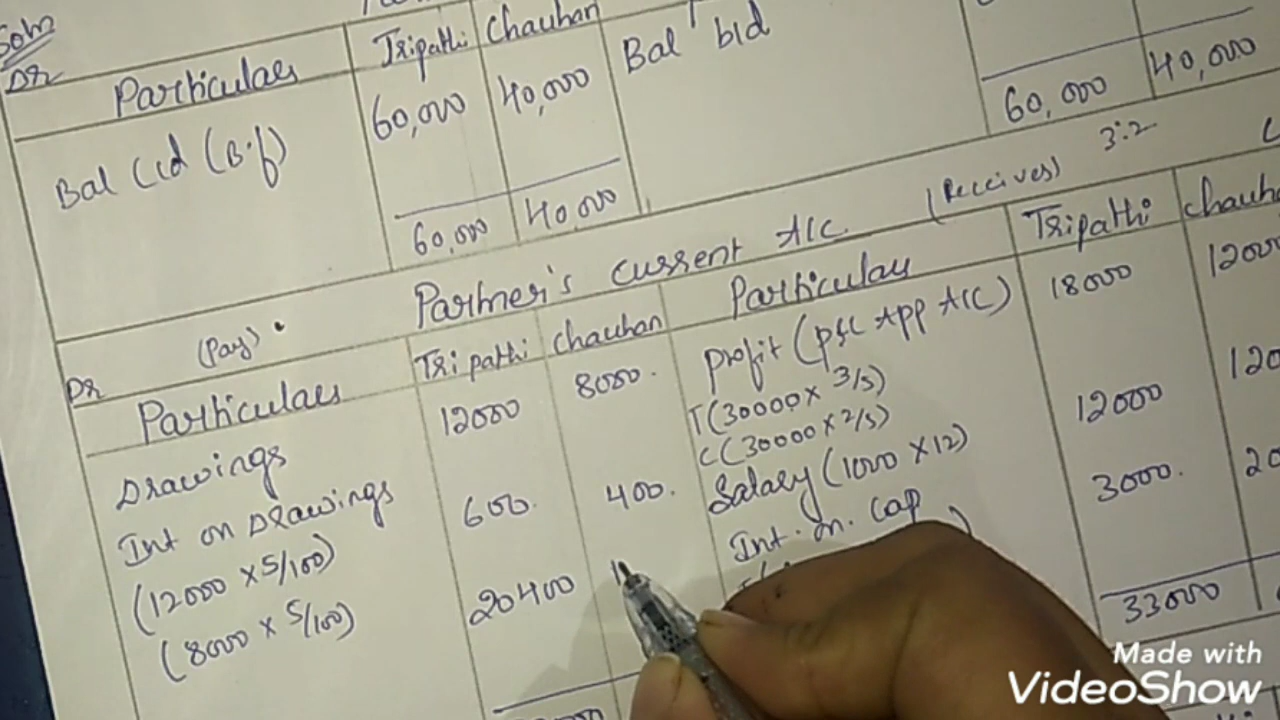 Soln
Dr
Particulars Tripathi Chauhan
Bal c/d (B.f) 60,000 40,000 Bal b/d
60,000 40,000 60,000 40,000
Partner's current A/C (Receives) 3:2
(Pay)
Dr Particulars Tripathi Chauhan Particulars Tripathi Chauha
Drawings 12000 8000. Profit (P&L App A/C) 18000 12000
T(30000 x 3/5)
C(30000 x 2/5)
Int on Drawings 600. 400. Salary (1000 x 12) 12000 120
(12000 x 5/100) Int. on. Cap 3000. 20
(8000 x 5/100) 20400
33000
Made with
VideoShow